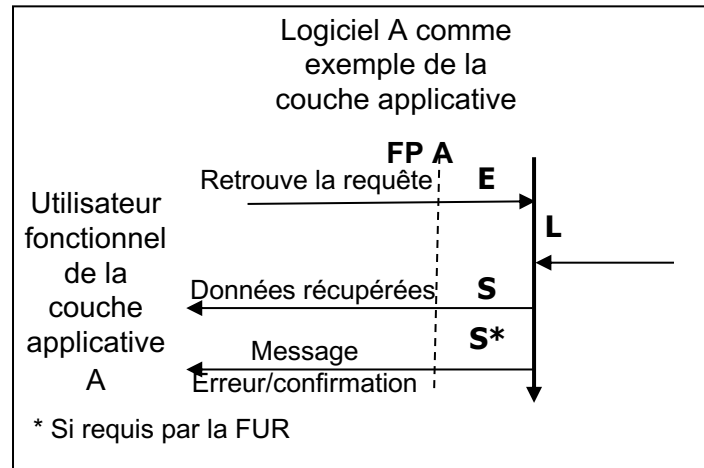 Logiciel A comme
exemple de la
couche applicative
FP A
Retrouve la requête E
Utilisateur
fonctionnel
de la
couche
applicative
A
L
Données récupérées S
S*
Message
Erreur/confirmation
* Si requis par la FUR